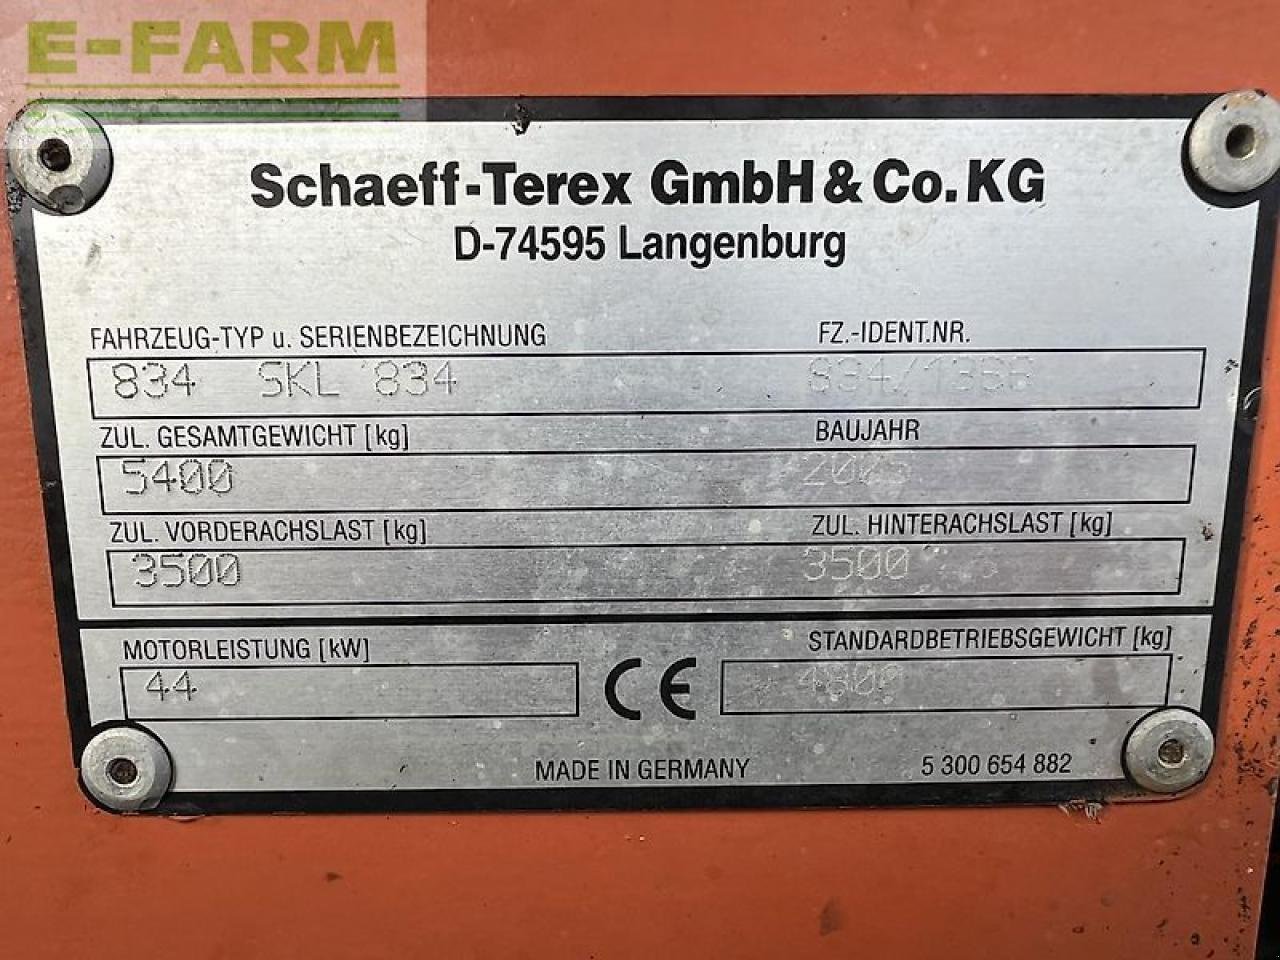 E-FARM
Schaeff-Terex GmbH & Co.KG
D-74595 Langenburg
FAHRZEUG-TYP u. SERIENBEZEICHNUNG FZ.-IDENT.NR.
834 SKL 834
ZUL. GESAMTGEWICHT [kg] BAUJAHR
5400
ZUL. VORDERACHSLAST [kg] ZUL. HINTERACHSLAST [kg]
3500 3500
MOTORLEISTUNG [kW] STANDARDBETRIEBSGEWICHT [kg]
44 CE 4800
MADE IN GERMANY 5 300 654 882